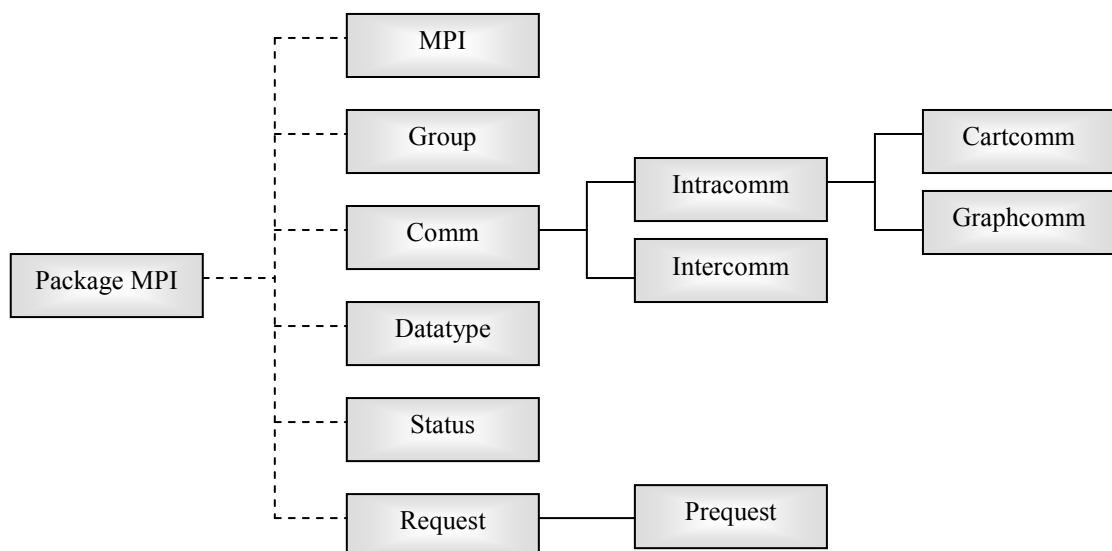 MPI
Group
Cartcomm
Intracomm
Comm
Graphcomm
Package MPI
Intercomm
Datatype
Status
Request
Prequest